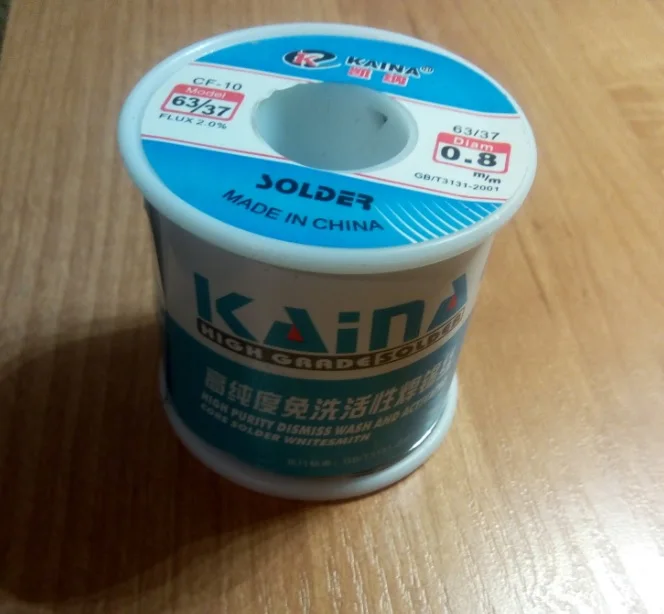 KAINA®
凯纳
CF-10
Model
63/37
FLUX 2.0%
63/37
Diam
0.8
m/m
GB/T3131-2001
SOLDER
MADE IN CHINA
KAiNA
HIGH GRADE SOLDER
高纯度免洗活性焊锡丝
HIGH PURITY DISMISS WASH AND
CORE SOLDER WHITESMITH